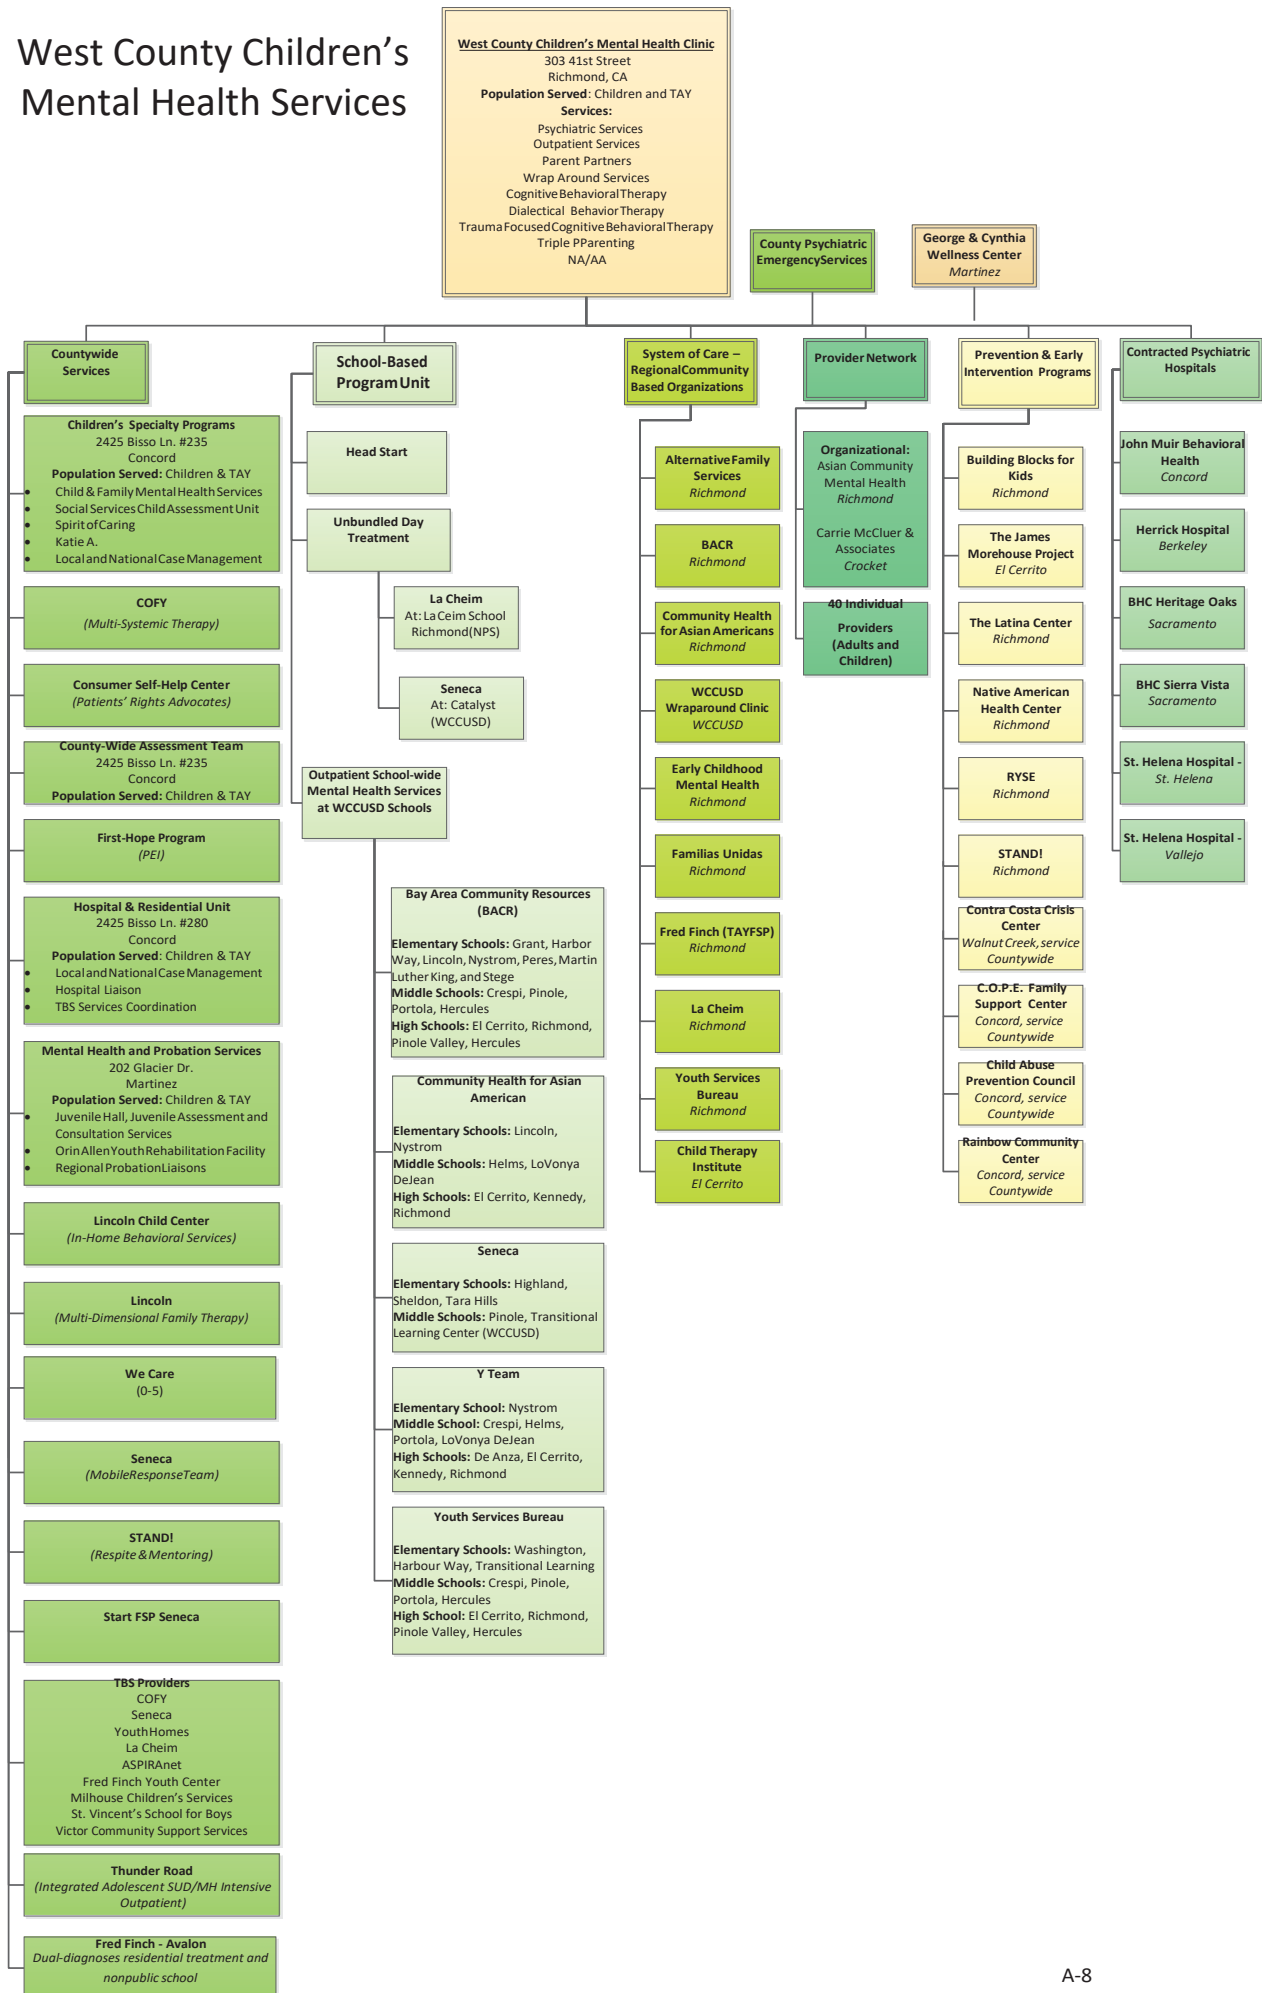 West County Children's
Mental Health Services
West County Children's Mental Health Clinic
303 41st Street
Richmond, CA
Population Served: Children and TAY
Services:
Psychiatric Services
Outpatient Services
Parent Partners
Wrap Around Services
Cognitive Behavioral Therapy
Dialectical Behavior Therapy
Trauma Focused Cognitive Behavioral Therapy
Triple PParenting
NA/AA
County Psychiatric
Emergency Services
George & Cynthia
Wellness Center
Martinez
Countywide
Services
Children's Specialty Programs
2425 Bisso Ln. #235
Concord
Population Served: Children & TAY
• Child & Family Mental Health Services
• Social Services Child Assessment Unit
• Spirit of Caring
• Katie A.
• Local and National Case Management
COFY
(Multi-Systemic Therapy)
Consumer Self-Help Center
(Patients' Rights Advocates)
County-Wide Assessment Team
2425 Bisso Ln. #235
Concord
Population Served: Children & TAY
First-Hope Program
(PEI)
Hospital & Residential Unit
2425 Bisso Ln. #280
Concord
Population Served: Children & TAY
• Local and National Case Management
• Hospital Liaison
• TBS Services Coordination
Mental Health and Probation Services
202 Glacier Dr.
Martinez
Population Served: Children & TAY
• Juvenile Hall, Juvenile Assessment and
Consultation Services
• Orin Allen Youth Rehabilitation Facility
• Regional Probation Liaisons
Lincoln Child Center
(In-Home Behavioral Services)
Lincoln
(Multi-Dimensional Family Therapy)
We Care
(0-5)
Seneca
(Mobile Response Team)
STAND!
(Respite & Mentoring)
Start FSP Seneca
TBS Providers
COFY
Seneca
Youth Homes
La Cheim
ASPIRAnet
Fred Finch Youth Center
Milhouse Children's Services
St. Vincent's School for Boys
Victor Community Support Services
Thunder Road
(Integrated Adolescent SUD/MH Intensive
Outpatient)
Fred Finch - Avalon
Dual-diagnoses residential treatment and
nonpublic school
School-Based
Program Unit
Head Start
Unbundled Day
Treatment
La Cheim
At: La Ceim School
Richmond(NPS)
Seneca
At: Catalyst
(WCCUSD)
Outpatient School-wide
Mental Health Services
at WCCUSD Schools
Bay Area Community Resources
(BACR)
Elementary Schools: Grant, Harbor
Way, Lincoln, Nystrom, Peres, Martin
Luther King, and Stege
Middle Schools: Crespi, Pinole,
Portola, Hercules
High Schools: El Cerrito, Richmond,
Pinole Valley, Hercules
Community Health for Asian
American
Elementary Schools: Lincoln,
Nystrom
Middle Schools: Helms, LoVonya
DeJean
High Schools: El Cerrito, Kennedy,
Richmond
Seneca
Elementary Schools: Highland,
Sheldon, Tara Hills
Middle Schools: Pinole, Transitional
Learning Center (WCCUSD)
Y Team
Elementary School: Nystrom
Middle School: Crespi, Helms,
Portola, LoVonya DeJean
High Schools: De Anza, El Cerrito,
Kennedy, Richmond
Youth Services Bureau
Elementary Schools: Washington,
Harbour Way, Transitional Learning
Middle Schools: Crespi, Pinole,
Portola, Hercules
High School: El Cerrito, Richmond,
Pinole Valley, Hercules
System of Care –
Regional Community
Based Organizations
Alternative Family
Services
Richmond
BACR
Richmond
Community Health
for Asian Americans
Richmond
WCCUSD
Wraparound Clinic
WCCUSD
Early Childhood
Mental Health
Richmond
Familias Unidas
Richmond
Fred Finch (TAYFSP)
Richmond
La Cheim
Richmond
Youth Services
Bureau
Richmond
Child Therapy
Institute
El Cerrito
Provider Network
Organizational:
Asian Community
Mental Health
Richmond
Carrie McCluer &
Associates
Crocket
40 Individual
Providers
(Adults and
Children)
Prevention & Early
Intervention Programs
Building Blocks for
Kids
Richmond
The James
Morehouse Project
El Cerrito
The Latina Center
Richmond
Native American
Health Center
Richmond
RYSE
Richmond
STAND!
Richmond
Contra Costa Crisis
Center
Walnut Creek, service
Countywide
C.O.P.E. Family
Support Center
Concord, service
Countywide
Child Abuse
Prevention Council
Concord, service
Countywide
Rainbow Community
Center
Concord, service
Countywide
Contracted Psychiatric
Hospitals
John Muir Behavioral
Health
Concord
Herrick Hospital
Berkeley
BHC Heritage Oaks
Sacramento
BHC Sierra Vista
Sacramento
St. Helena Hospital -
St. Helena
St. Helena Hospital -
Vallejo
A-8